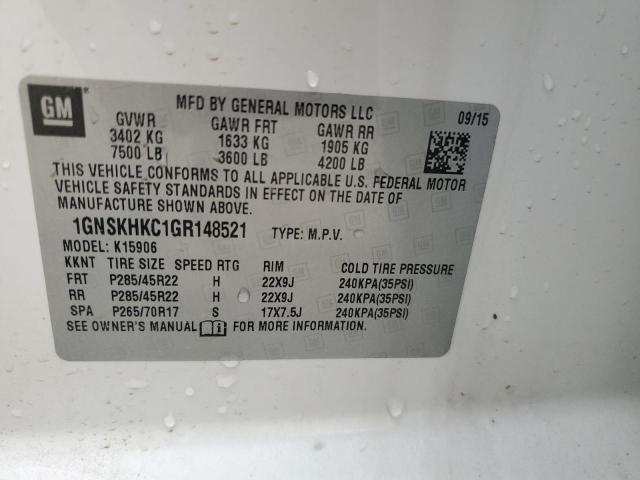 GM
MFD BY GENERAL MOTORS LLC
09/15
GVWR GAWR FRT GAWR RR
3402 KG 1633 KG 1905 KG
7500 LB 3600 LB 4200 LB
THIS VEHICLE CONFORMS TO ALL APPLICABLE U.S. FEDERAL MOTOR
VEHICLE SAFETY STANDARDS IN EFFECT ON THE DATE OF
MANUFACTURE SHOWN ABOVE.
1GNSKHKC1GR148521 TYPE: M.P.V.
MODEL: K15906
KKNT TIRE SIZE SPEED RTG RIM COLD TIRE PRESSURE
FRT P285/45R22 H 22X9J 240KPA(35PSI)
RR P285/45R22 H 22X9J 240KPA(35PSI)
SPA P265/70R17 S 17X7.5J 240KPA(35PSI)
SEE OWNER'S MANUAL FOR MORE INFORMATION.